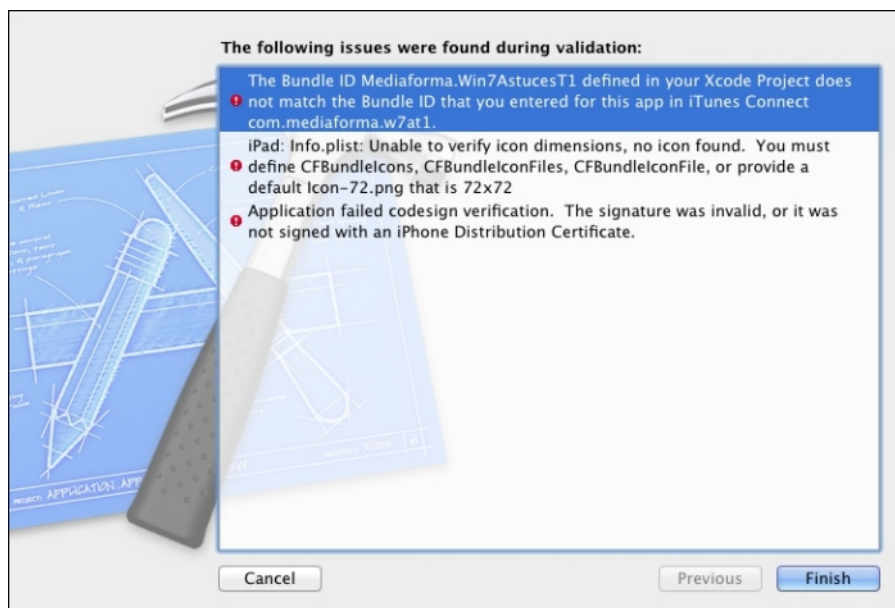 The following issues were found during validation:
The Bundle ID Mediaforma.Win7AstucesT1 defined in your Xcode Project does
not match the Bundle ID that you entered for this app in iTunes Connect
com.mediaforma.w7at1.
iPad: Info.plist: Unable to verify icon dimensions, no icon found.  You must
define CFBundleIcons, CFBundleIconFiles, CFBundleIconFile, or provide a
default Icon-72.png that is 72x72
Application failed codesign verification.  The signature was invalid, or it was
not signed with an iPhone Distribution Certificate.
PROJECT: APPLICATION.APP
Cancel
Previous
Finish